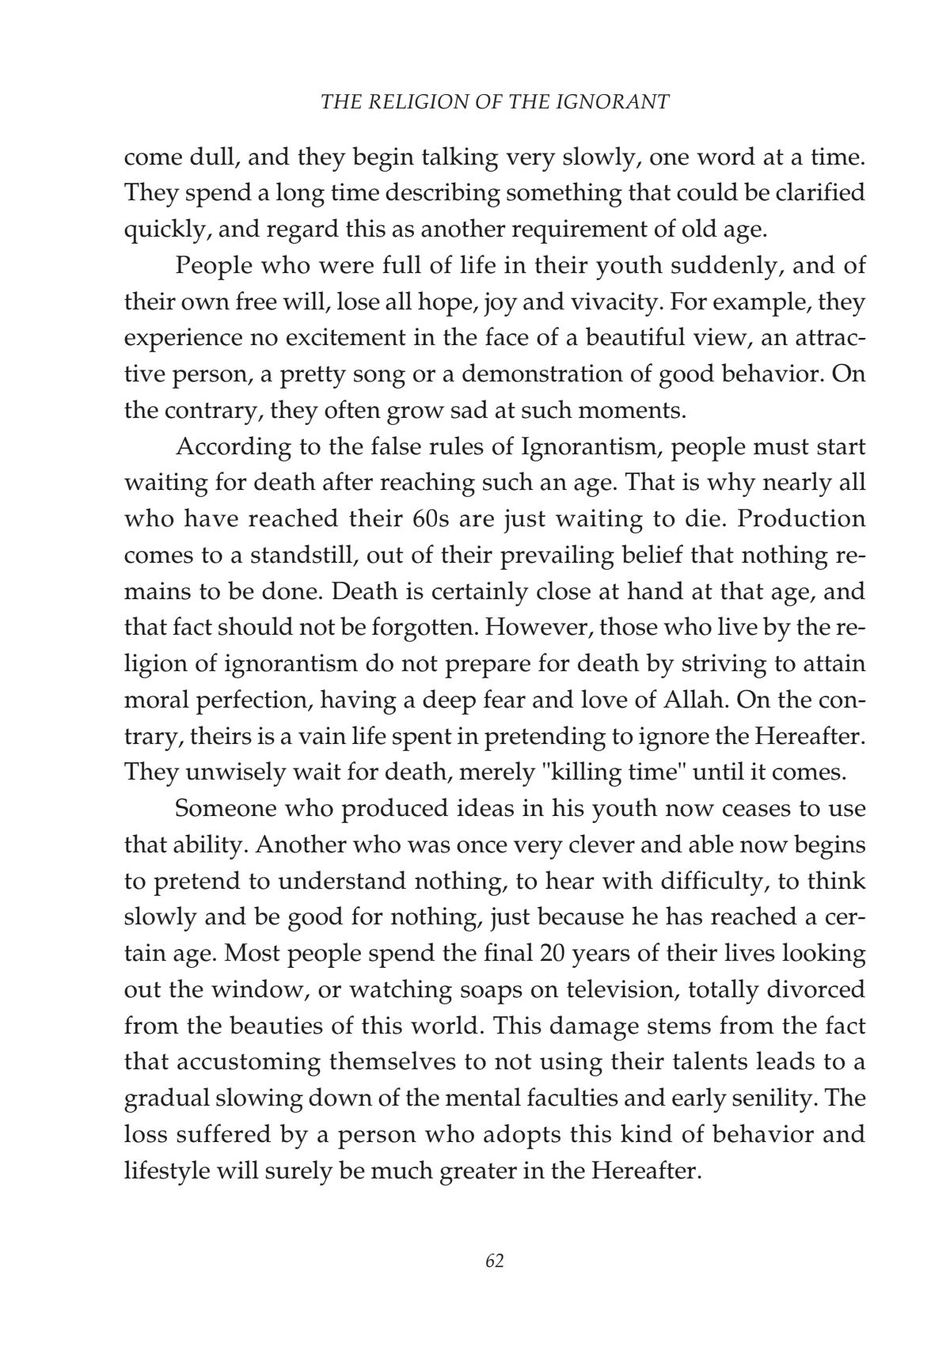 THE RELIGION OF THE IGNORANT
come dull, and they begin talking very slowly, one word at a time.
They spend a long time describing something that could be clarified
quickly, and regard this as another requirement of old age.
People who were full of life in their youth suddenly, and of
their own free will, lose all hope, joy and vivacity. For example, they
experience no excitement in the face of a beautiful view, an attrac-
tive person, a pretty song or a demonstration of good behavior. On
the contrary, they often grow sad at such moments.
According to the false rules of Ignorantism, people must start
waiting for death after reaching such an age. That is why nearly all
who have reached their 60s are just waiting to die. Production
comes to a standstill, out of their prevailing belief that nothing re-
mains to be done. Death is certainly close at hand at that age, and
that fact should not be forgotten. However, those who live by the re-
ligion of ignorantism do not prepare for death by striving to attain
moral perfection, having a deep fear and love of Allah. On the con-
trary, theirs is a vain life spent in pretending to ignore the Hereafter.
They unwisely wait for death, merely "killing time" until it comes.
Someone who produced ideas in his youth now ceases to use
that ability. Another who was once very clever and able now begins
to pretend to understand nothing, to hear with difficulty, to think
slowly and be good for nothing, just because he has reached a cer-
tain age. Most people spend the final 20 years of their lives looking
out the window, or watching soaps on television, totally divorced
from the beauties of this world. This damage stems from the fact
that accustoming themselves to not using their talents leads to a
gradual slowing down of the mental faculties and early senility. The
loss suffered by a person who adopts this kind of behavior and
lifestyle will surely be much greater in the Hereafter.
62